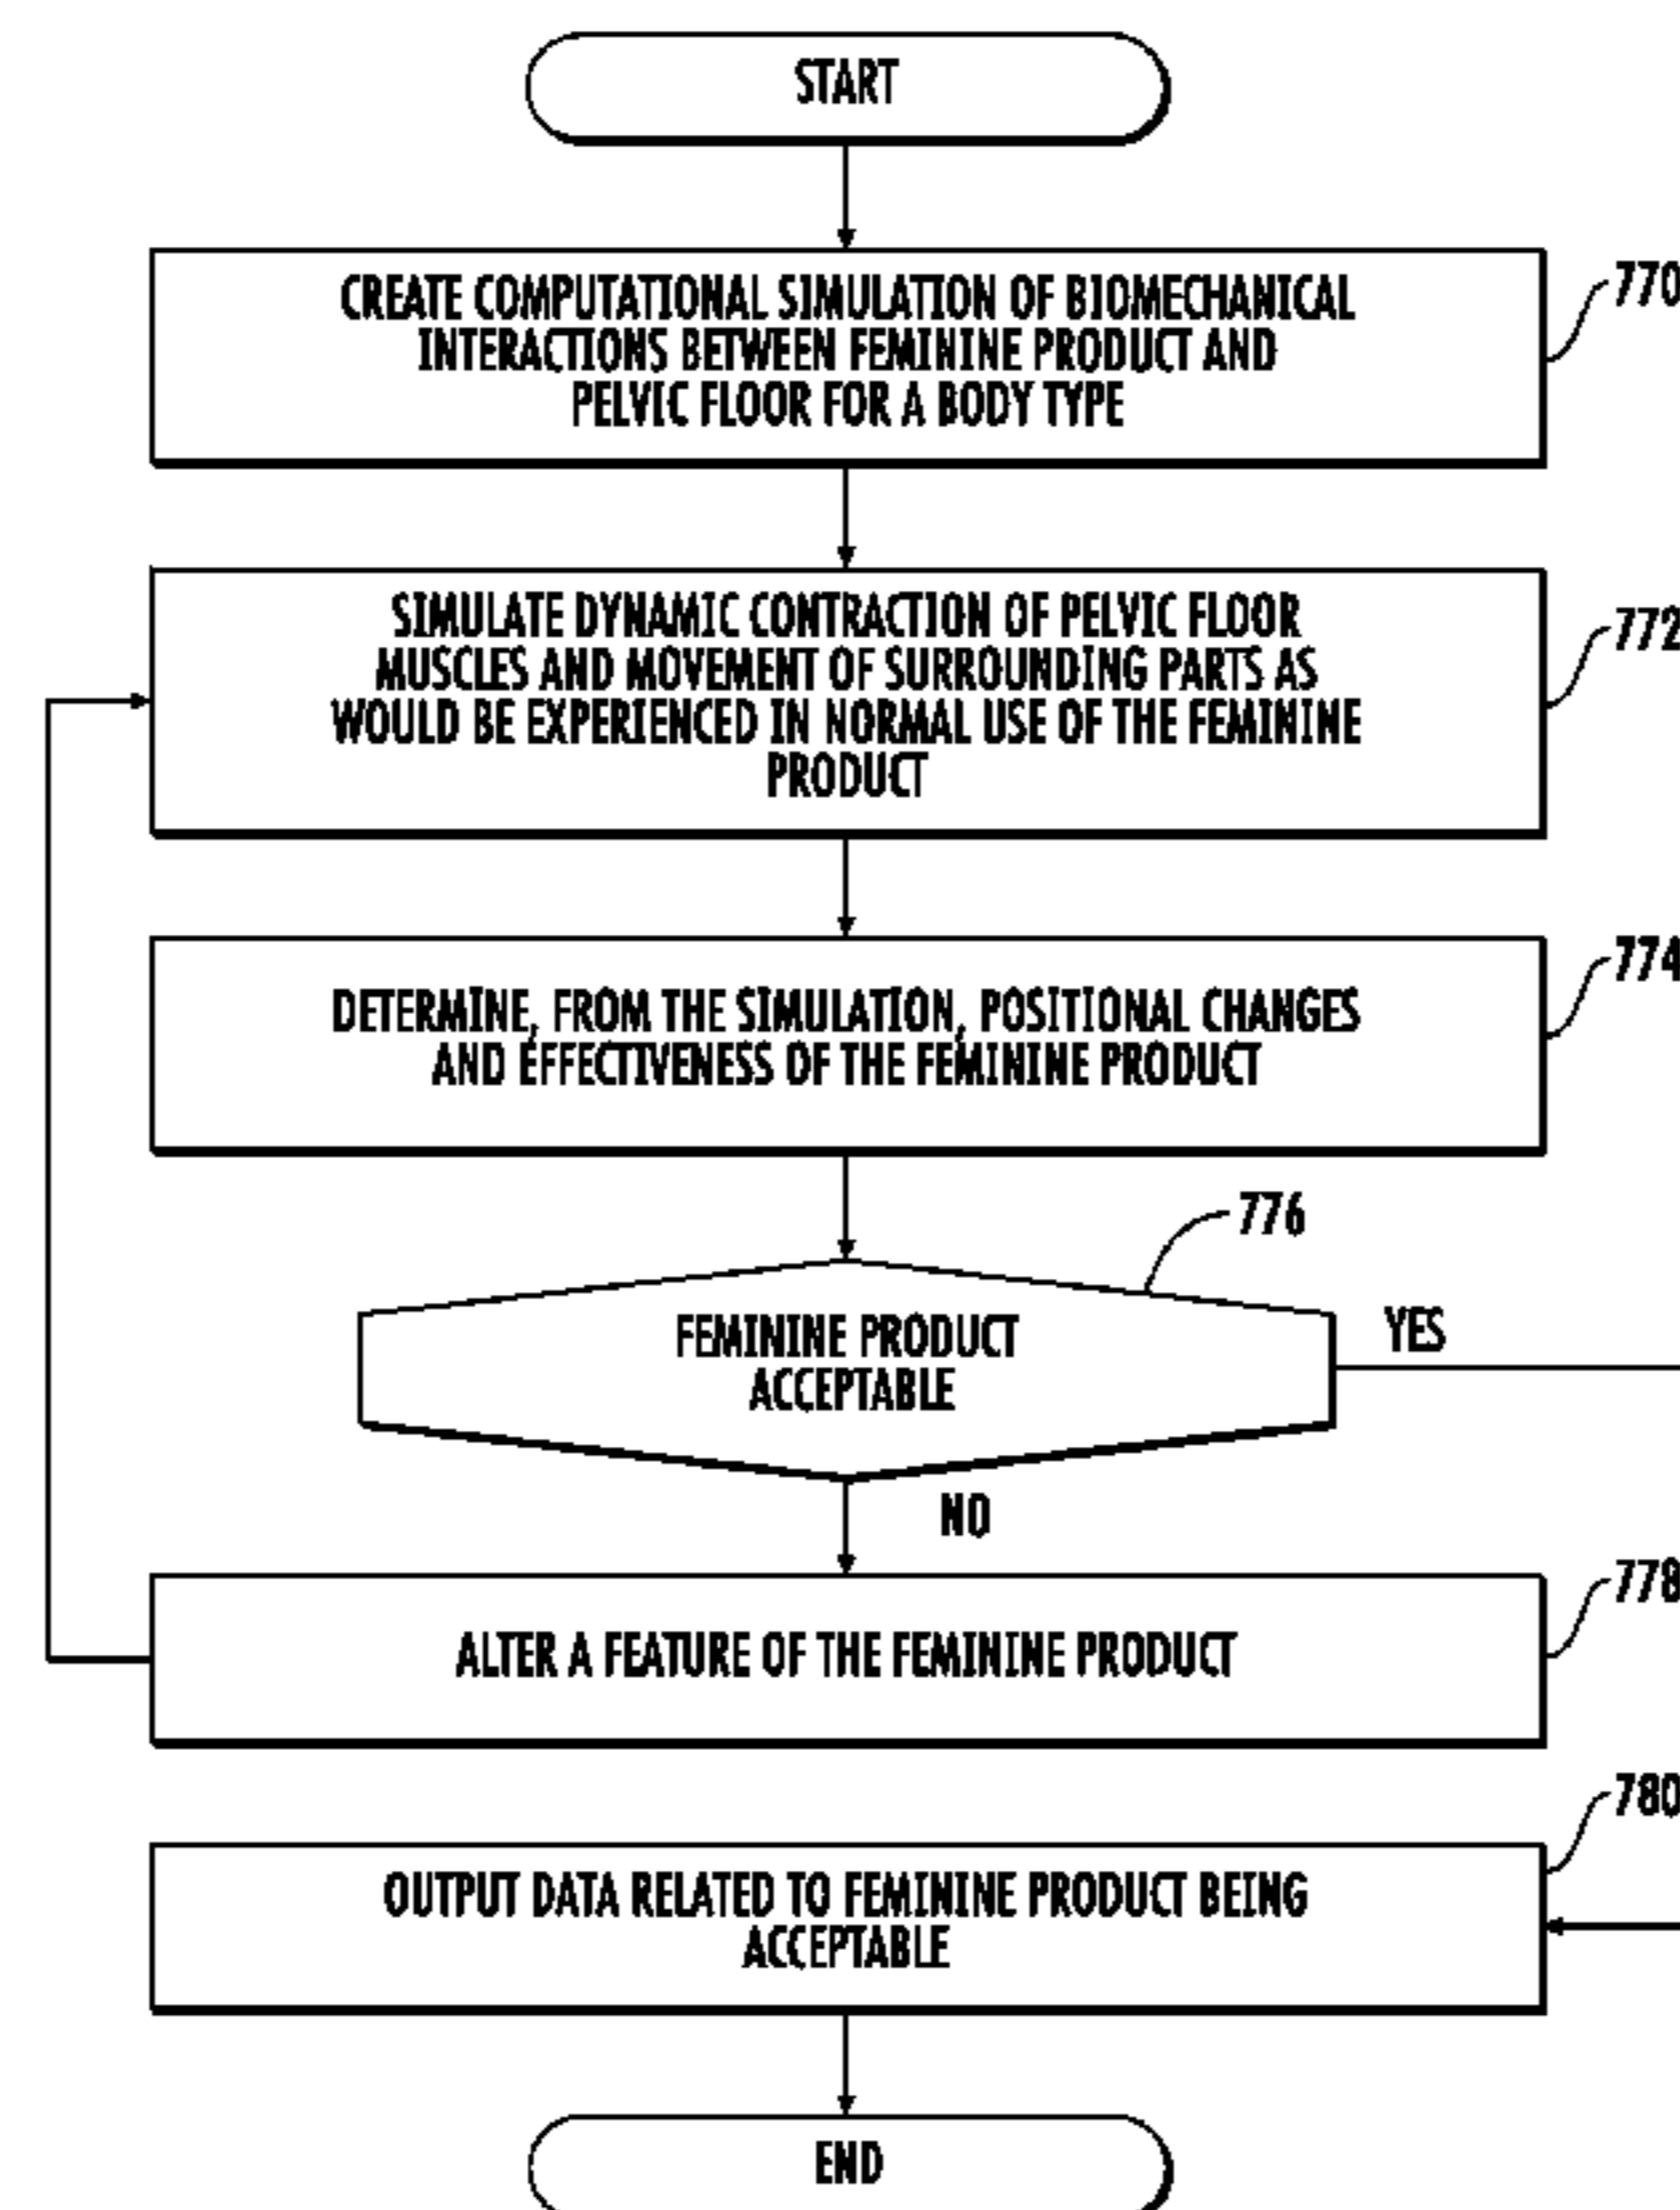 START
CREATE COMPUTATIONAL SIMULATION OF BIOMECHANICAL
INTERACTIONS BETWEEN FEMININE PRODUCT AND
PELVIC FLOOR FOR A BODY TYPE
770
SIMULATE DYNAMIC CONTRACTION OF PELVIC FLOOR
MUSCLES AND MOVEMENT OF SURROUNDING PARTS AS
WOULD BE EXPERIENCED IN NORMAL USE OF THE FEMININE
PRODUCT
772
DETERMINE, FROM THE SIMULATION, POSITIONAL CHANGES
AND EFFECTIVENESS OF THE FEMININE PRODUCT
774
776
FEMININE PRODUCT
ACCEPTABLE
YES
NO
ALTER A FEATURE OF THE FEMININE PRODUCT
778
OUTPUT DATA RELATED TO FEMININE PRODUCT BEING
ACCEPTABLE
780
END